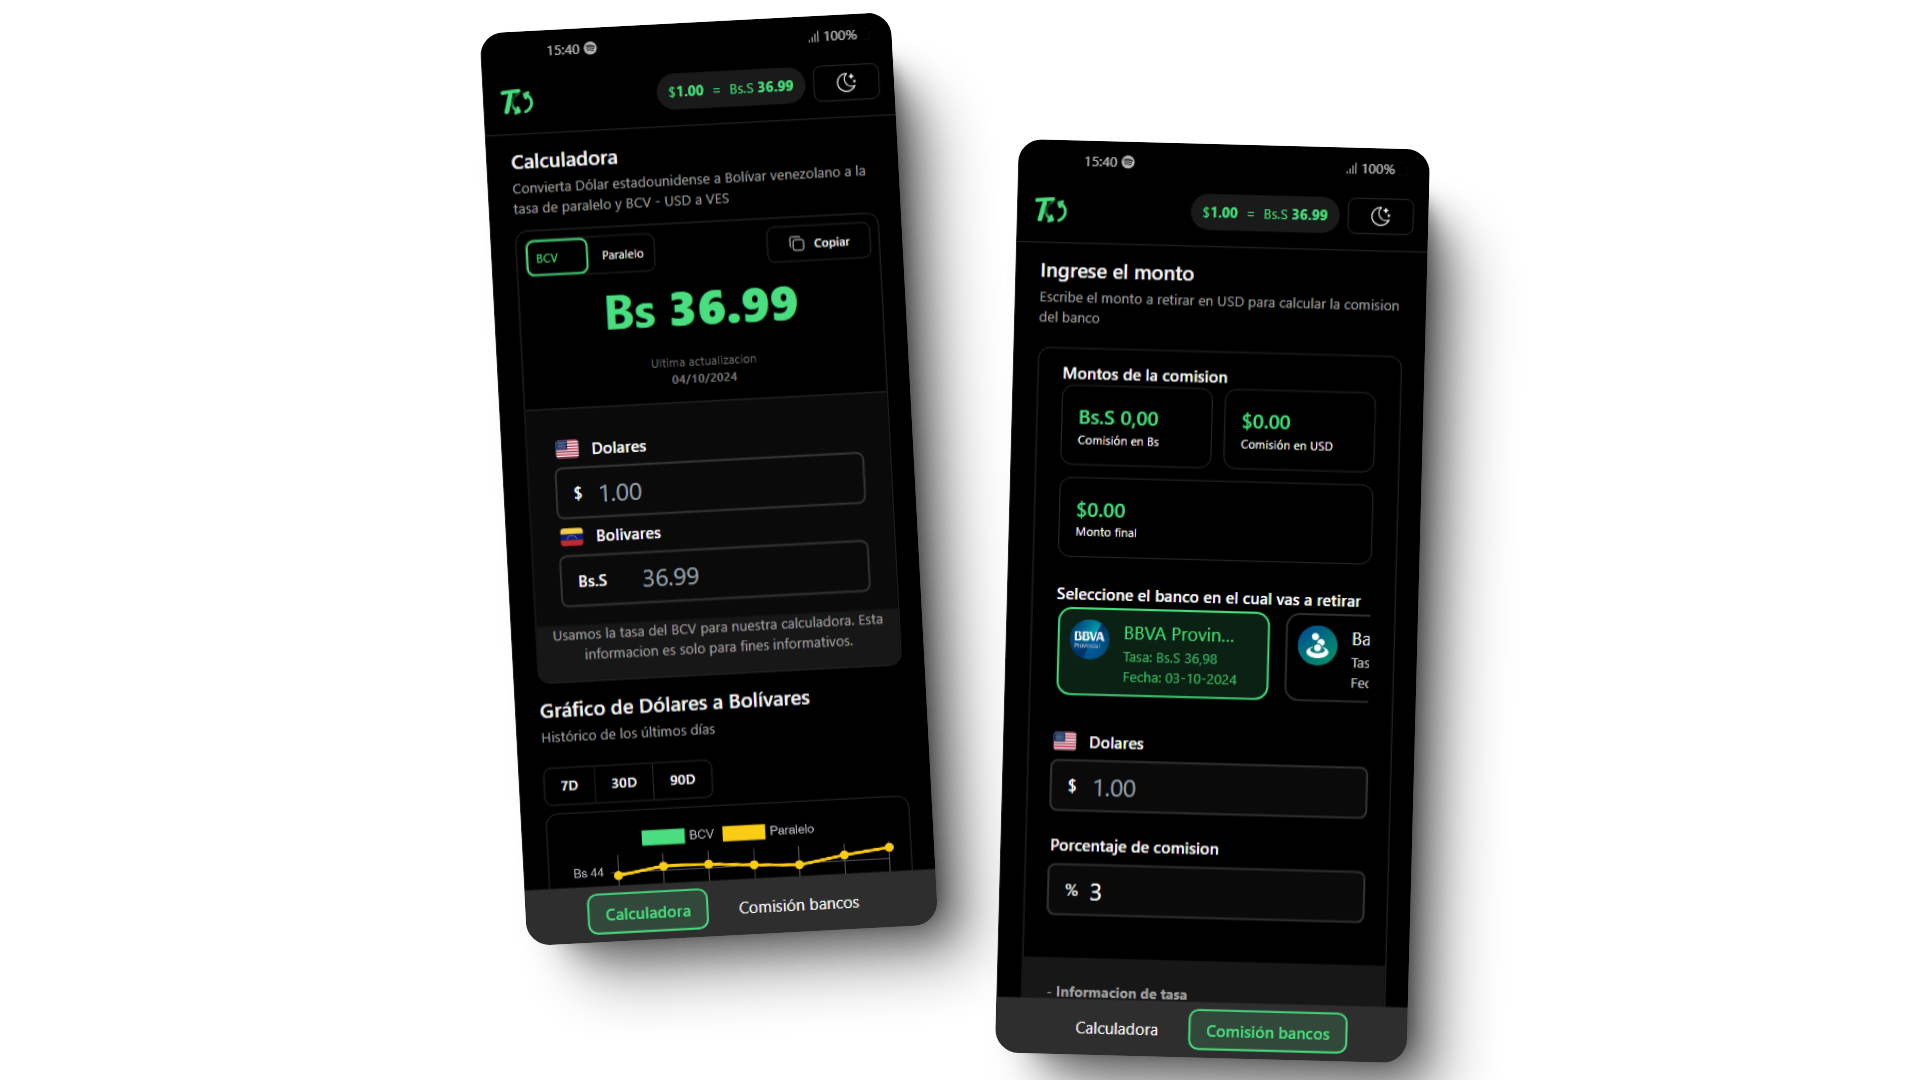 15:40
100%
$1.00 = Bs.S 36.99
Calculadora
Convierta Dólar estadounidense a Bolívar venezolano a la
tasa de paralelo y BCV - USD a VES
BCV
Paralelo
Copiar
Bs 36.99
Ultima actualizacion
04/10/2024
Dolares
$ 1.00
Bolivares
Bs.S 36.99
Usamos la tasa del BCV para nuestra calculadora. Esta
informacion es solo para fines informativos.
Gráfico de Dólares a Bolívares
Histórico de los últimos días
7D 30D 90D
BCV Paralelo
Bs 44
Calculadora
Comisión bancos
15:40
100%
$1.00 = Bs.S 36.99
Ingrese el monto
Escribe el monto a retirar en USD para calcular la comision
del banco
Montos de la comision
Bs.S 0,00
Comisión en Bs
$0.00
Comisión en USD
$0.00
Monto final
Seleccione el banco en el cual vas a retirar
BBVA
Provincial
BBVA Provin...
Tasa: Bs.S 36,98
Fecha: 03-10-2024
Ba
Tas
Fec
Dolares
$ 1.00
Porcentaje de comision
% 3
- Informacion de tasa
Calculadora
Comisión bancos